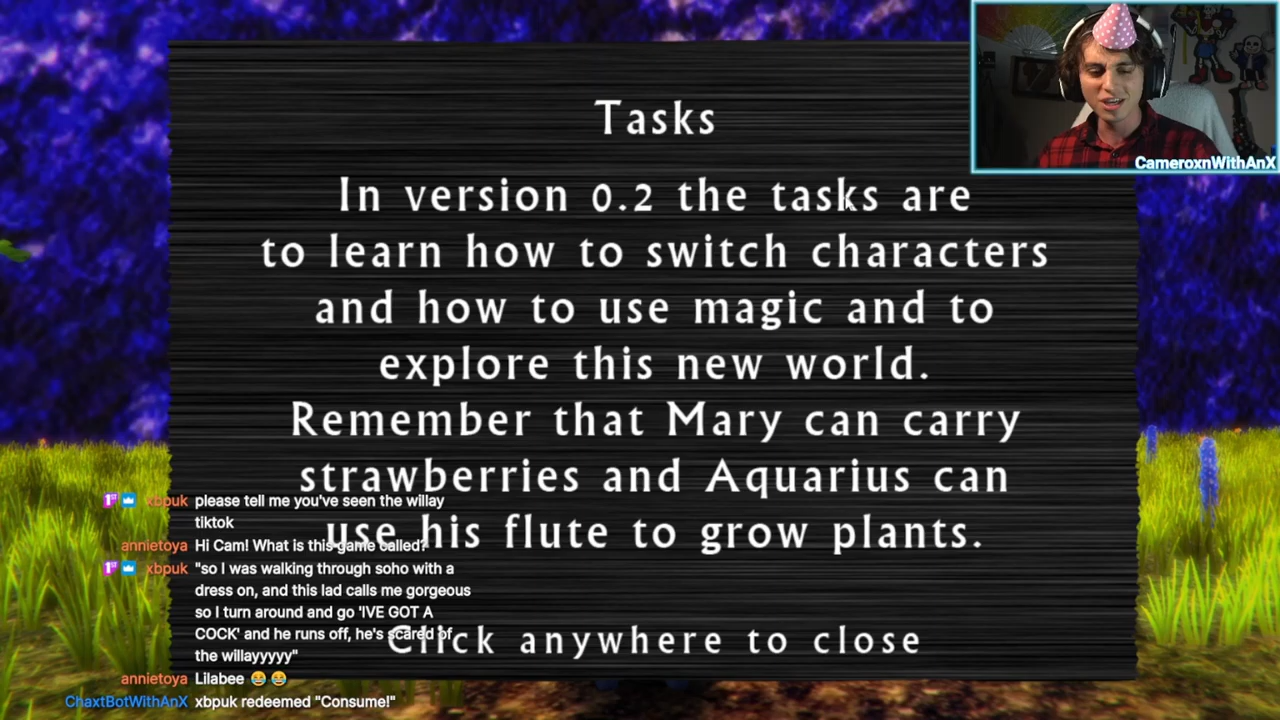 Tasks
In version 0.2 the tasks are
to learn how to switch characters
and how to use magic and to
explore this new world.
Remember that Mary can carry
strawberries and Aquarius can
use his flute to grow plants.
Click anywhere to close
CameroxnWithAnX
1ST xbpuk please tell me you've seen the willay
tiktok
annietoya Hi Cam! What is this game called?
1ST xbpuk "so I was walking through soho with a
dress on, and this lad calls me gorgeous
so I turn around and go 'IVE GOT A
COCK' and he runs off, he's scared of
the willayyyyy"
annietoya Lilabee 😂 😂
ChaxtBotWithAnX xbpuk redeemed "Consume!"